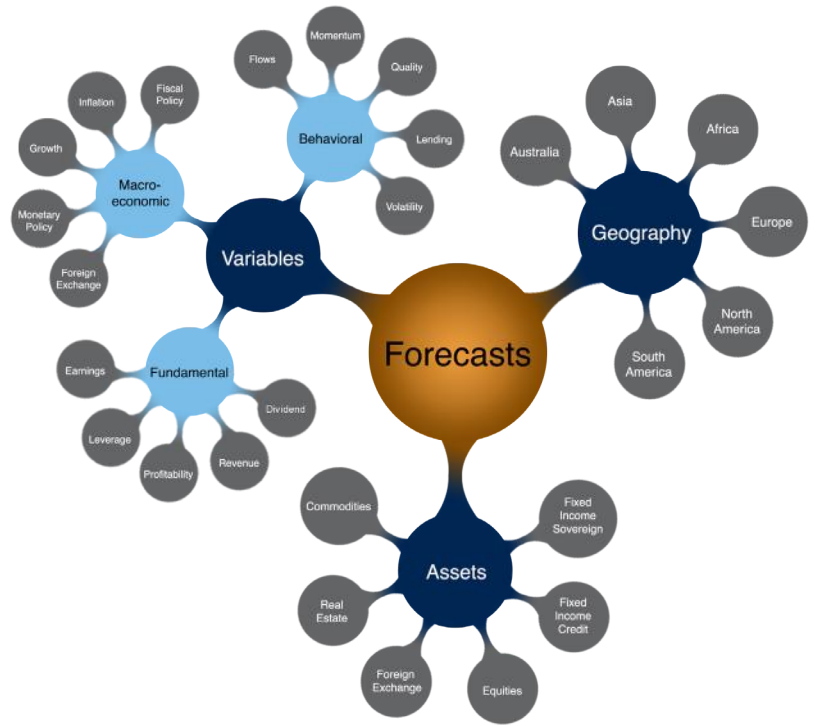 Momentum
Flows
Quality
Behavioral
Lending
Volatility
Fiscal
Policy
Inflation
Growth
Macro-
economic
Monetary
Policy
Foreign
Exchange
Variables
Fundamental
Earnings
Leverage
Profitability
Revenue
Dividend
Forecasts
Geography
Australia
Asia
Africa
Europe
North
America
South
America
Assets
Commodities
Real
Estate
Foreign
Exchange
Equities
Fixed
Income
Credit
Fixed
Income
Sovereign